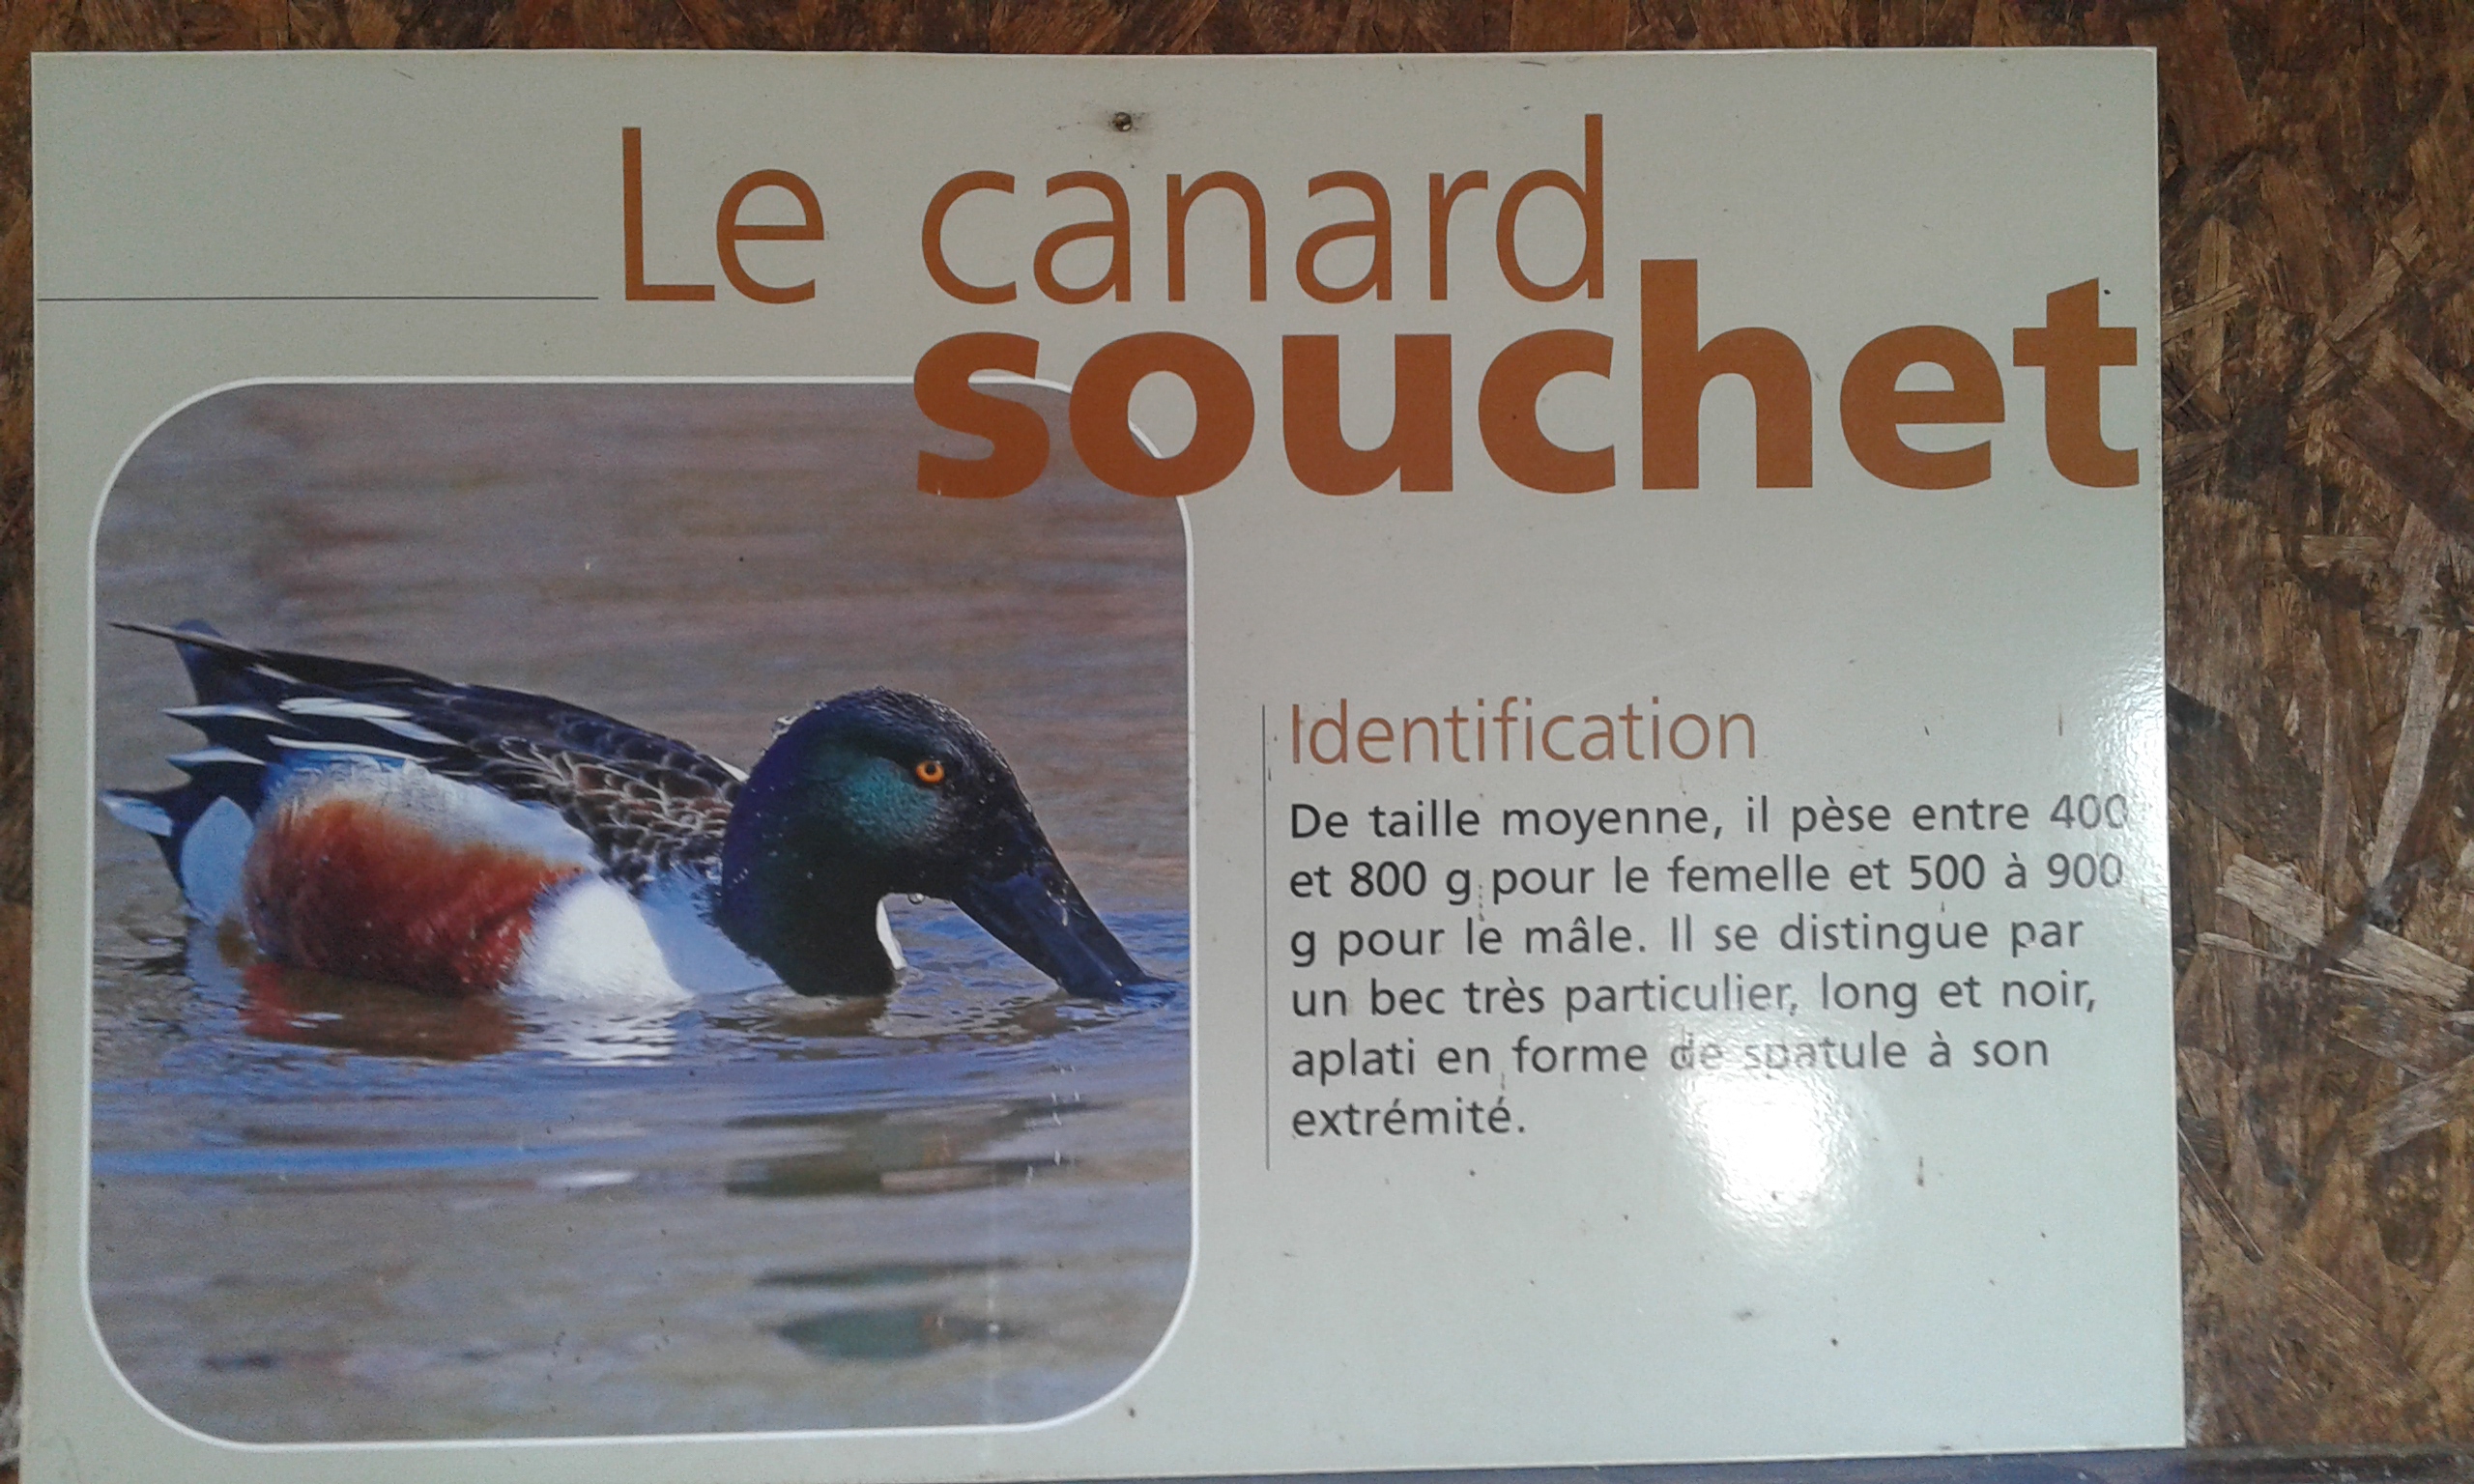 Le canard
souchet
Identification
De taille moyenne, il pèse entre 400
et 800 g pour le femelle et 500 à 900
g pour le mâle. Il se distingue par
un bec très particulier, long et noir,
aplati en forme de spatule à son
extrémité.